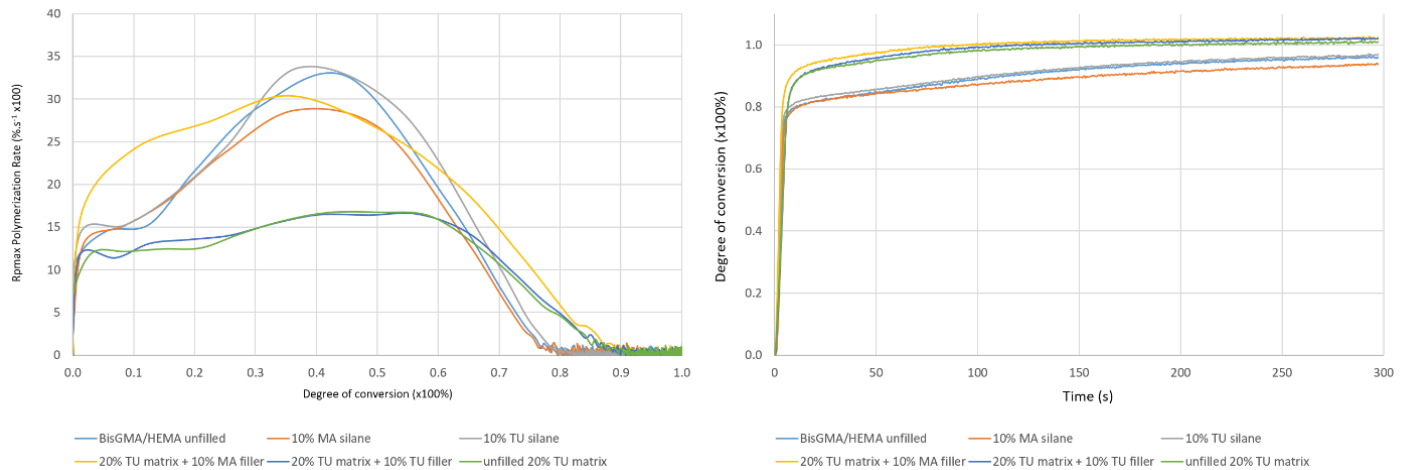 40
35
30
25
20
15
10
5
0
Rpmax Polymerization Rate (%.s⁻¹ x100)
0.0 0.1 0.2 0.3 0.4 0.5 0.6 0.7 0.8 0.9 1.0
Degree of conversion (x100%)
BisGMA/HEMA unfilled 10% MA silane 10% TU silane
20% TU matrix + 10% MA filler 20% TU matrix + 10% TU filler unfilled 20% TU matrix
1.0
0.8
0.6
0.4
0.2
0.0
Degree of conversion (x100%)
0 50 100 150 200 250 300
Time (s)
BisGMA/HEMA unfilled 10% MA silane 10% TU silane
20% TU matrix + 10% MA filler 20% TU matrix + 10% TU filler unfilled 20% TU matrix